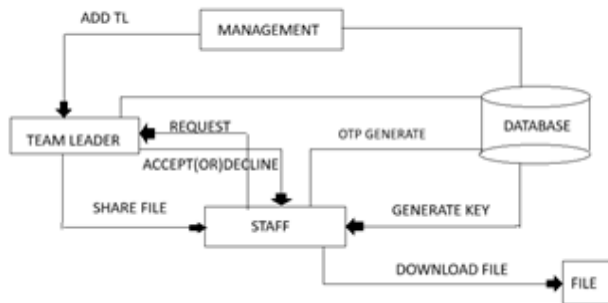 ADD TL
MANAGEMENT
REQUEST
TEAM LEADER
OTP GENERATE
DATABASE
ACCEPT(OR)DECLINE
SHARE FILE
STAFF
GENERATE KEY
DOWNLOAD FILE
FILE